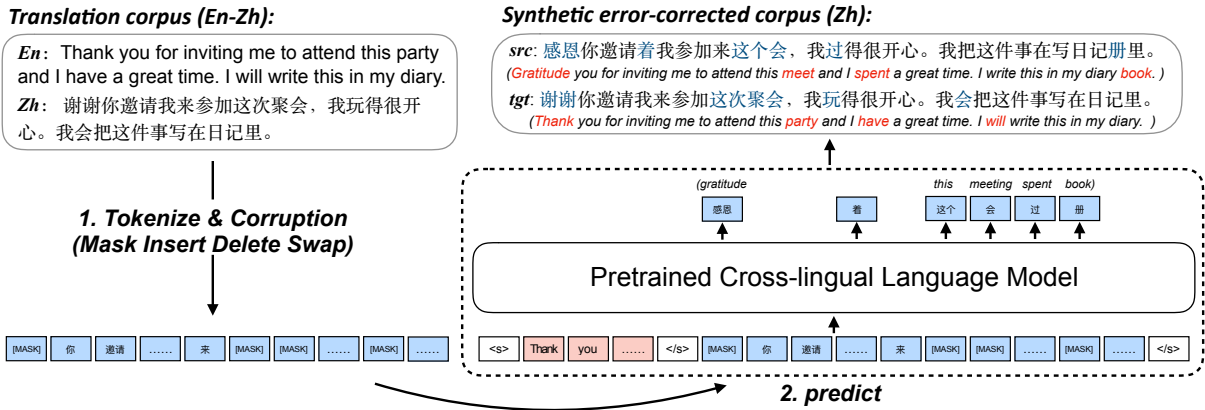 Translation corpus (En-Zh):
En: Thank you for inviting me to attend this party
and I have a great time. I will write this in my diary.
Zh: 谢谢你邀请我来参加这次聚会，我玩得很开
心。我会把这件事写在日记里。
1. Tokenize & Corruption
(Mask Insert Delete Swap)
[MASK] 你 邀请 …… 来 [MASK] [MASK] …… [MASK] ……
Synthetic error-corrected corpus (Zh):
src: 感恩你邀请着我参加来这个会，我过得很开心。我把这件事在写日记册里。
(Gratitude you for inviting me to attend this meet and I spent a great time. I write this in my diary book. )
tgt: 谢谢你邀请我来参加这次聚会，我玩得很开心。我会把这件事写在日记里。
(Thank you for inviting me to attend this party and I have a great time. I will write this in my diary. )
(gratitude this meeting spent book)
感恩 着 这个 会 过 册
Pretrained Cross-lingual Language Model
<s> Thank you …… </s> [MASK] 你 邀请 …… 来 [MASK] [MASK] …… [MASK] …… </s>
2. predict